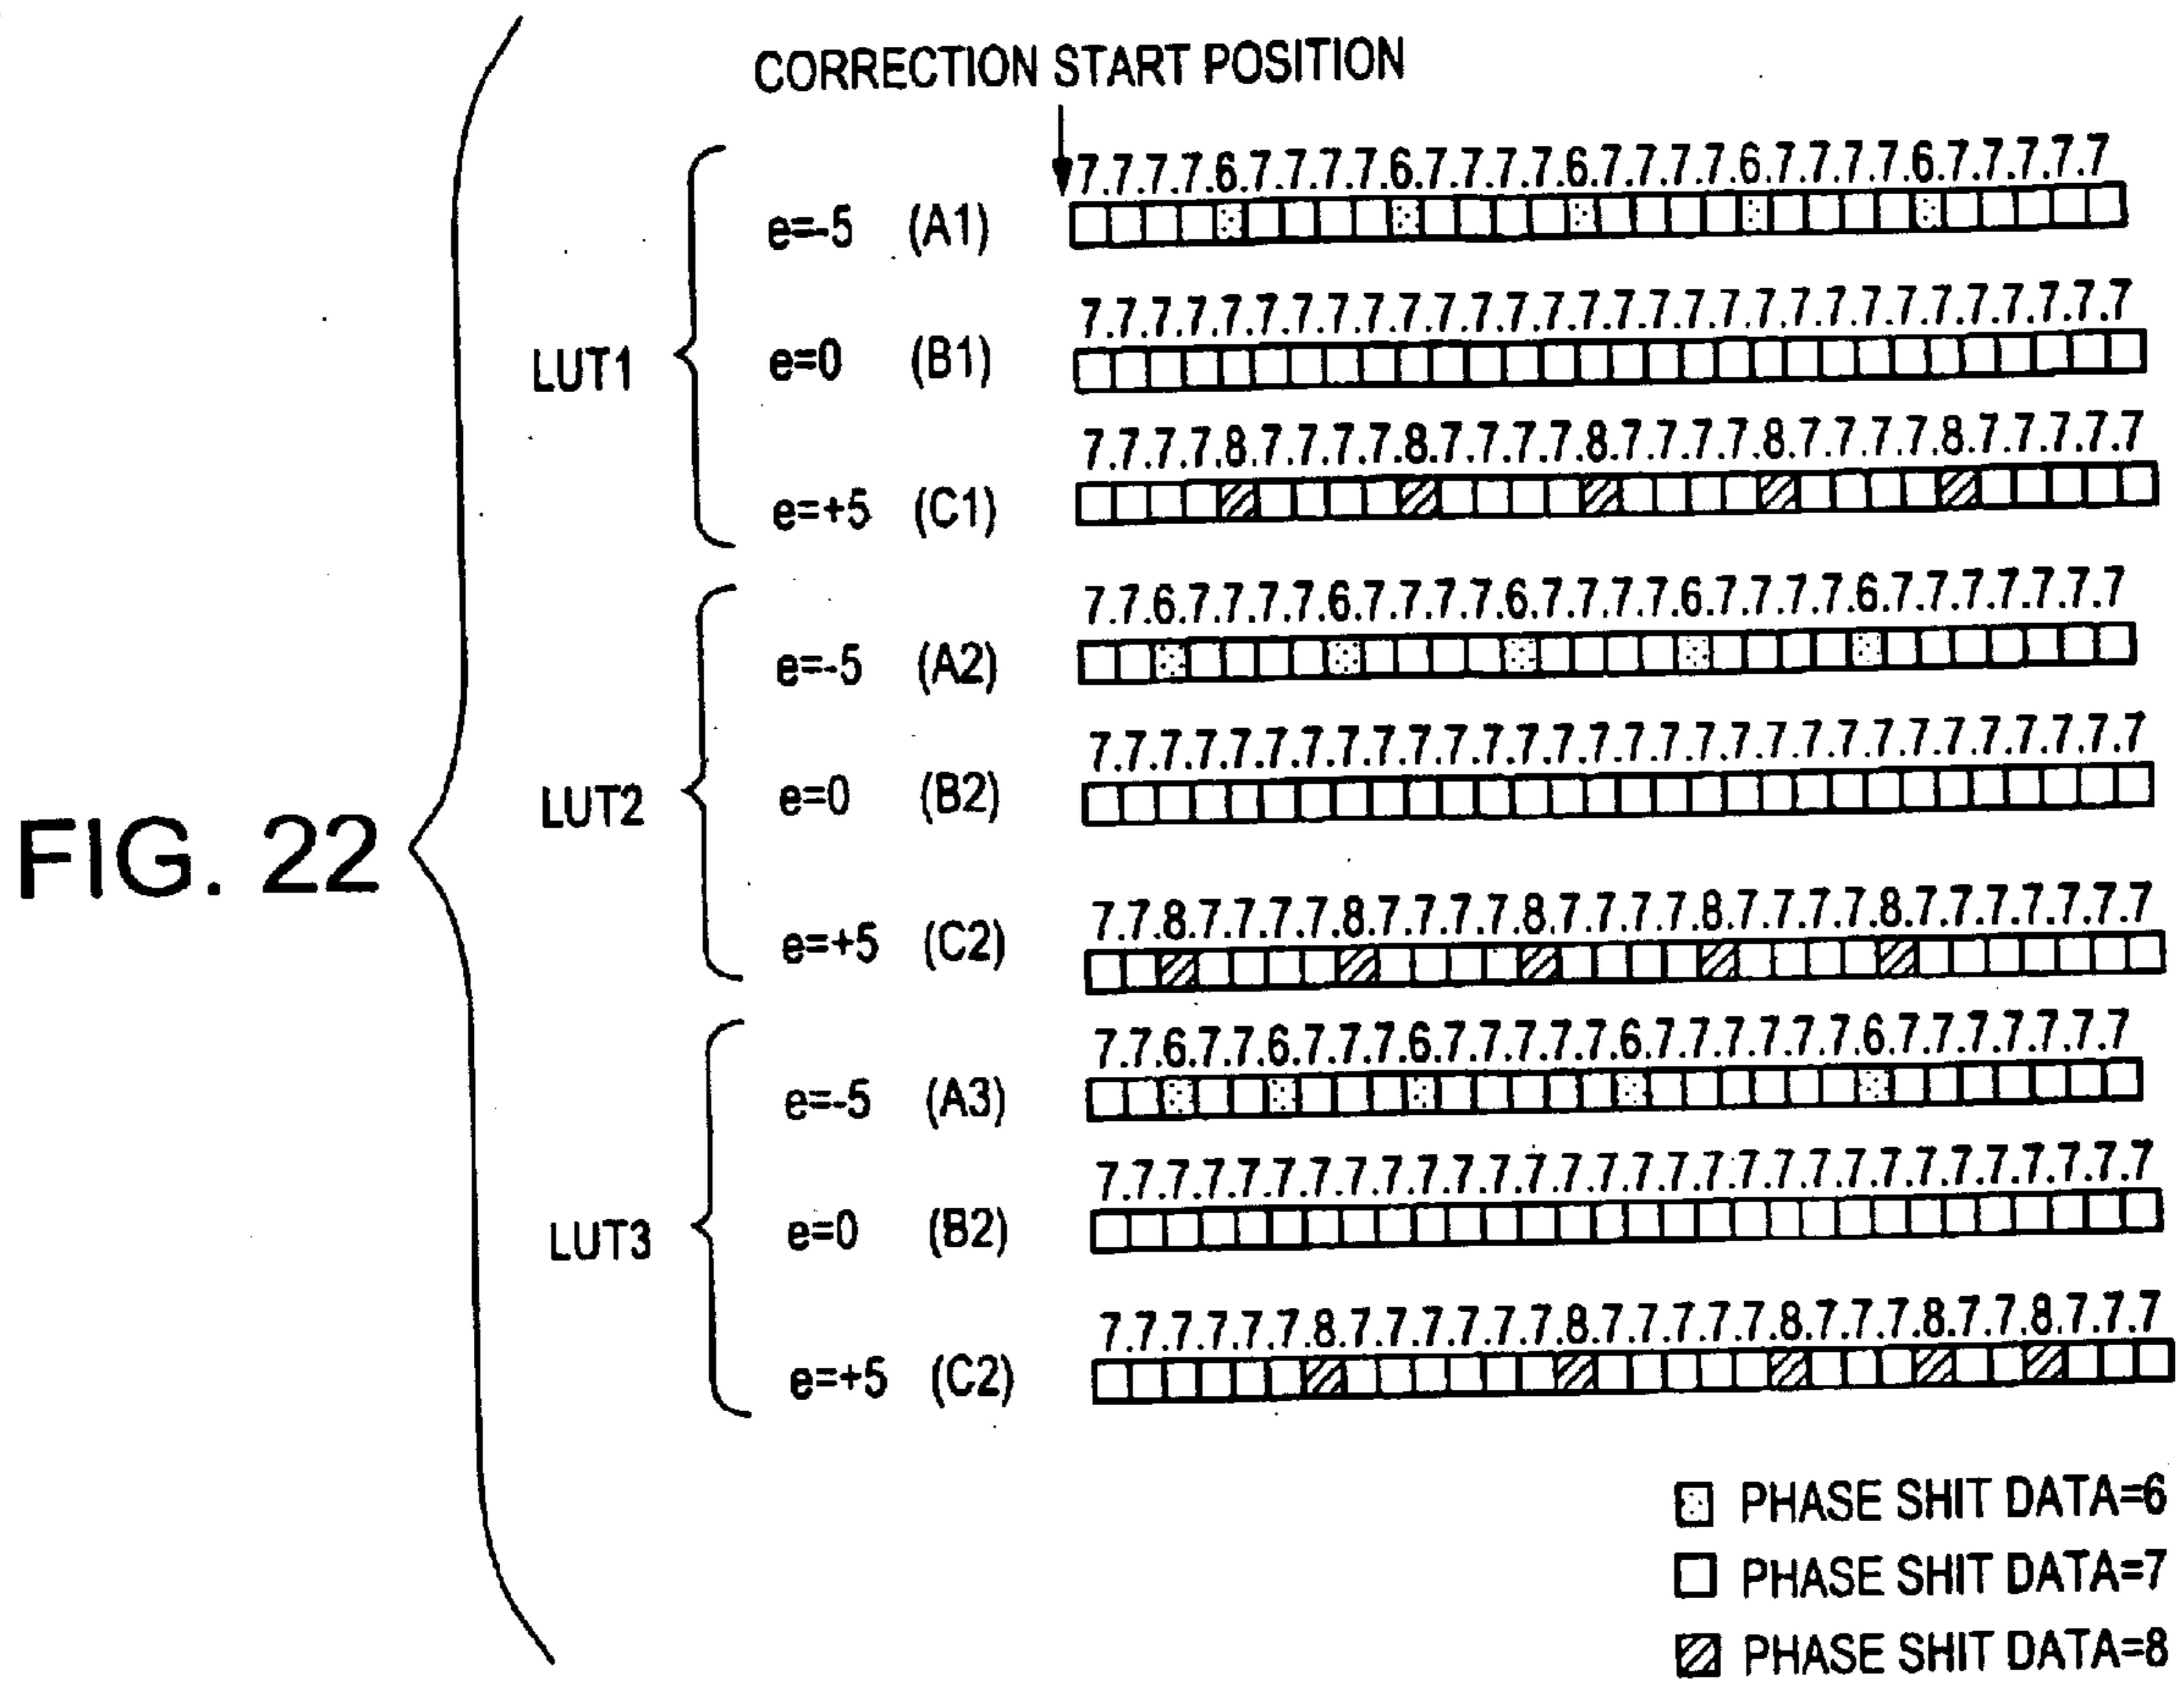 CORRECTION START POSITION
7.7.7.7.6.7.7.7.7.6.7.7.7.7.6.7.7.7.7.6.7.7.7.7.6.7.7.7.7.7
e=-5 (A1)
7.7.7.7.7.7.7.7.7.7.7.7.7.7.7.7.7.7.7.7.7.7.7.7.7.7.7.7.7.7
LUT1 e=0 (B1)
7.7.7.7.8.7.7.7.7.8.7.7.7.7.8.7.7.7.7.8.7.7.7.7.8.7.7.7.7.7
e=+5 (C1)
7.7.6.7.7.7.7.6.7.7.7.7.6.7.7.7.7.6.7.7.7.7.6.7.7.7.7.7.7.7
e=-5 (A2)
7.7.7.7.7.7.7.7.7.7.7.7.7.7.7.7.7.7.7.7.7.7.7.7.7.7.7.7.7.7
LUT2 e=0 (B2)
FIG. 22
7.7.8.7.7.7.7.8.7.7.7.7.8.7.7.7.7.8.7.7.7.7.8.7.7.7.7.7.7.7
e=+5 (C2)
7.7.6.7.7.6.7.7.7.6.7.7.7.7.7.6.7.7.7.7.7.7.6.7.7.7.7.7.7.7
e=-5 (A3)
7.7.7.7.7.7.7.7.7.7.7.7.7.7.7.7.7.7.7.7.7.7.7.7.7.7.7.7.7.7
LUT3 e=0 (B2)
7.7.7.7.7.7.8.7.7.7.7.7.7.8.7.7.7.7.7.8.7.7.7.8.7.7.8.7.7.7
e=+5 (C2)
PHASE SHIT DATA=6
PHASE SHIT DATA=7
PHASE SHIT DATA=8